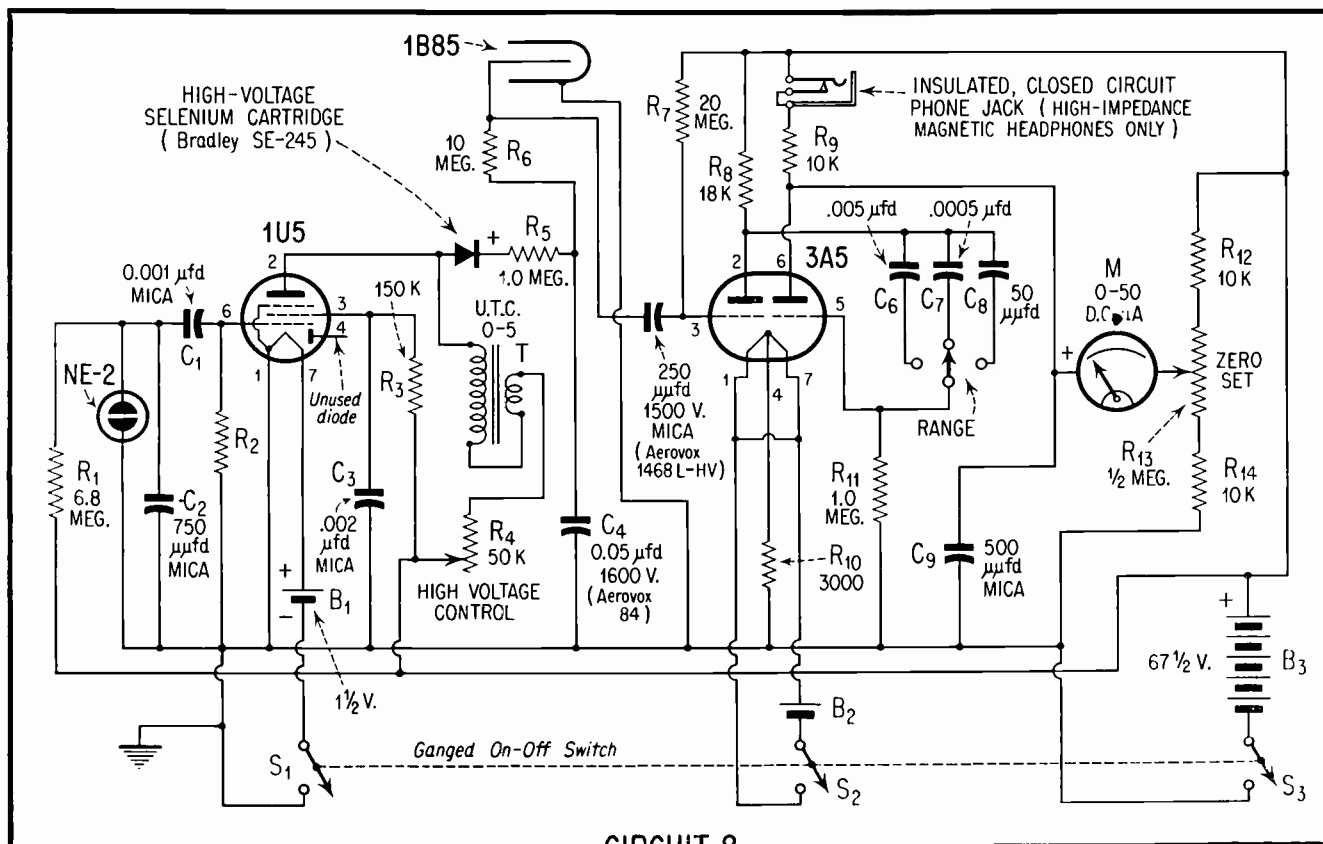 1B85
HIGH-VOLTAGE
SELENIUM CARTRIDGE
( Bradley SE-245 )
10
MEG.
R6
R7
20
MEG.
R8
18K
INSULATED, CLOSED CIRCUIT
PHONE JACK ( HIGH-IMPEDANCE
MAGNETIC HEADPHONES ONLY )
R9
10K
1U5
2
+
R5
1.0 MEG.
0.001 µfd
MICA
C1
6
3
4
1
7
Unused
diode
150 K
R3
U.T.C.
0-5
T
3A5
2
6
3
5
1
4
7
.005 µfd
.0005 µfd
C6
C7
C8
50
µµfd
RANGE
M
0-50
+
R12
10K
ZERO
SET
R13
½ MEG.
R14
10K
NE-2
R1
6.8
MEG.
C2
750
µµfd
MICA
R2
C3
.002
µfd
MICA
+
B1
−
1½ V.
R4
50 K
HIGH VOLTAGE
CONTROL
C4
0.05 µfd
1600 V.
( Aerovox
84 )
250
µµfd
1500 V.
MICA
(Aerovox
1468 L-HV)
R11
1.0
MEG.
R10
3000
C9
500
µµfd
MICA
+
67½ V.
B3
B2
Ganged On-Off Switch
S1
S2
S3